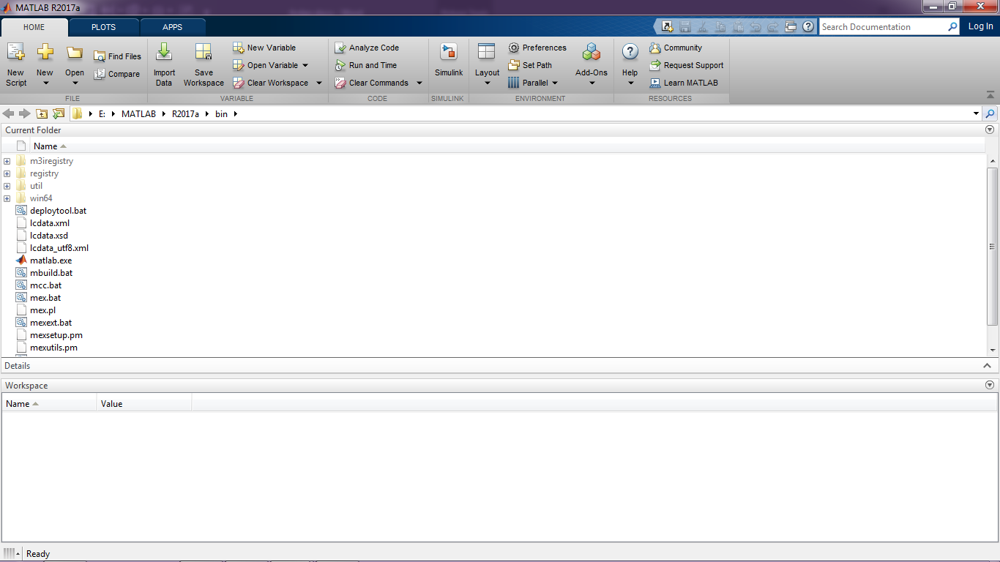 MATLAB R2017a
HOME PLOTS APPS
Search Documentation
Log In
New Script
New
Open
Find Files
Compare
FILE
Import Data
Save Workspace
New Variable
Open Variable
Clear Workspace
VARIABLE
Analyze Code
Run and Time
Clear Commands
CODE
Simulink
SIMULINK
Layout
Preferences
Set Path
Parallel
Add-Ons
ENVIRONMENT
Help
Community
Request Support
Learn MATLAB
RESOURCES
E: MATLAB R2017a bin
Current Folder
Name
m3iregistry
registry
util
win64
deploytool.bat
lcdata.xml
lcdata.xsd
lcdata_utf8.xml
matlab.exe
mbuild.bat
mcc.bat
mex.bat
mex.pl
mexext.bat
mexsetup.pm
mexutils.pm
Details
Workspace
Name Value
Ready